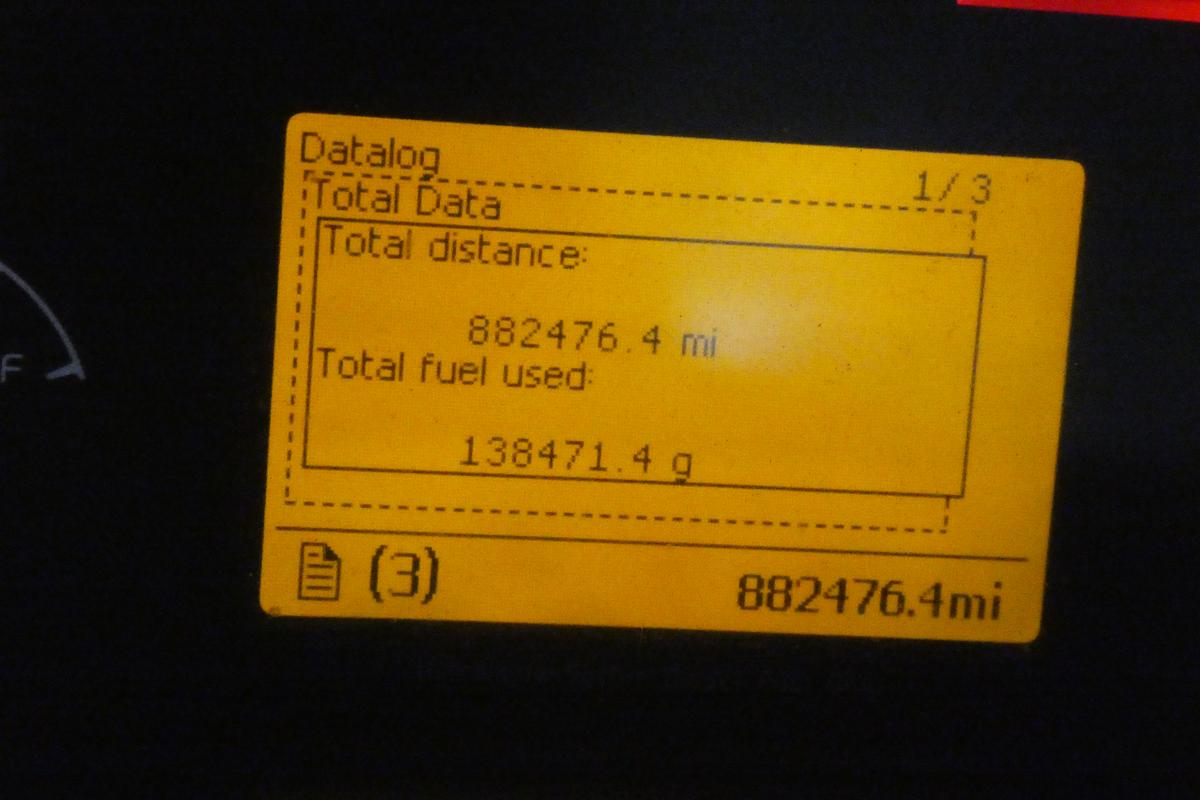 Datalog
1/3
Total Data
Total distance:
882476.4 mi
Total fuel used:
138471.4 g
(3)
882476.4mi
F